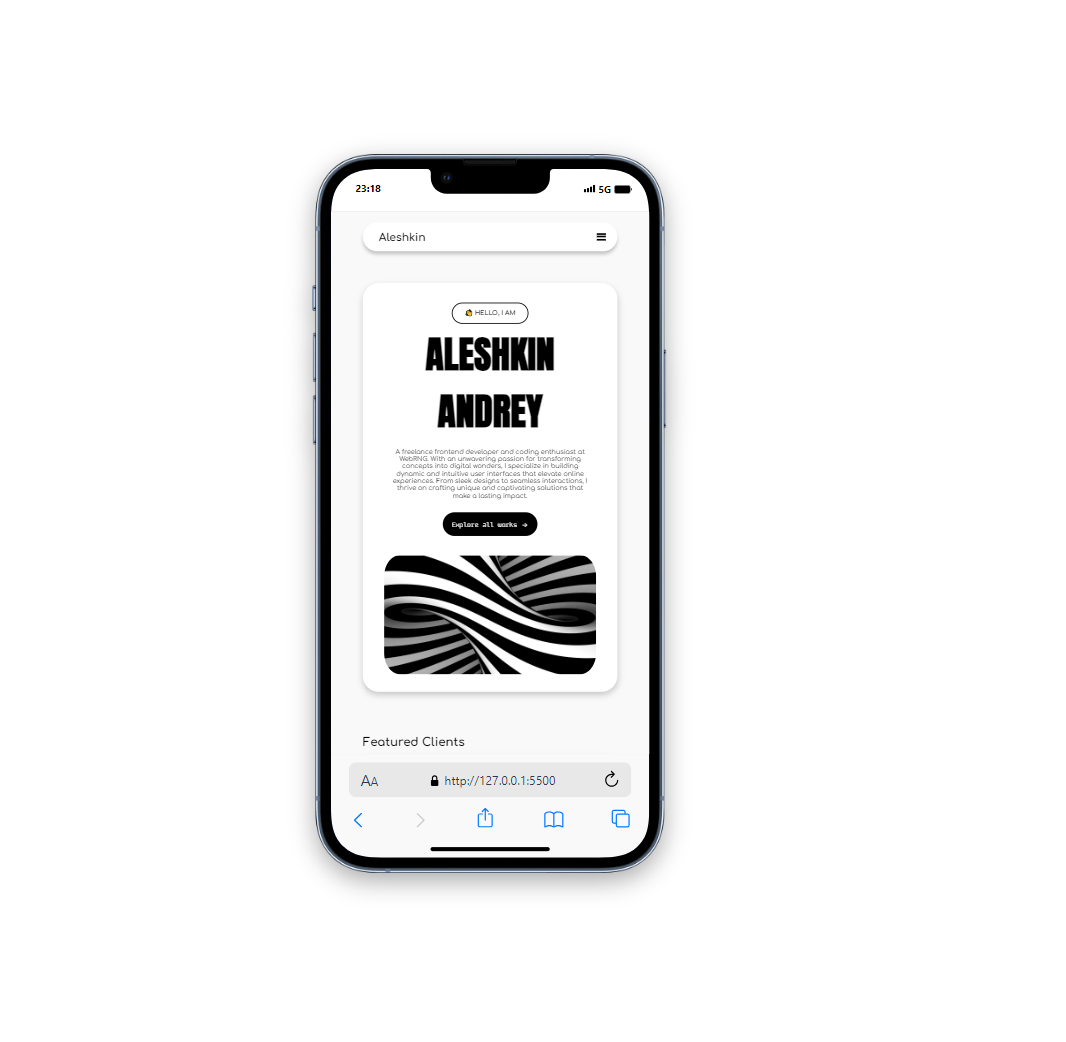 23:18
5G
Aleshkin
HELLO, I AM
ALESHKIN
ANDREY
A freelance frontend developer and coding enthusiast at
WebRNG. With an unwavering passion for transforming
concepts into digital wonders, I specialize in building
dynamic and intuitive user interfaces that elevate online
experiences. From sleek designs to seamless interactions, I
thrive on crafting unique and captivating solutions that
make a lasting impact.
Explore all works →
Featured Clients
AA http://127.0.0.1:5500